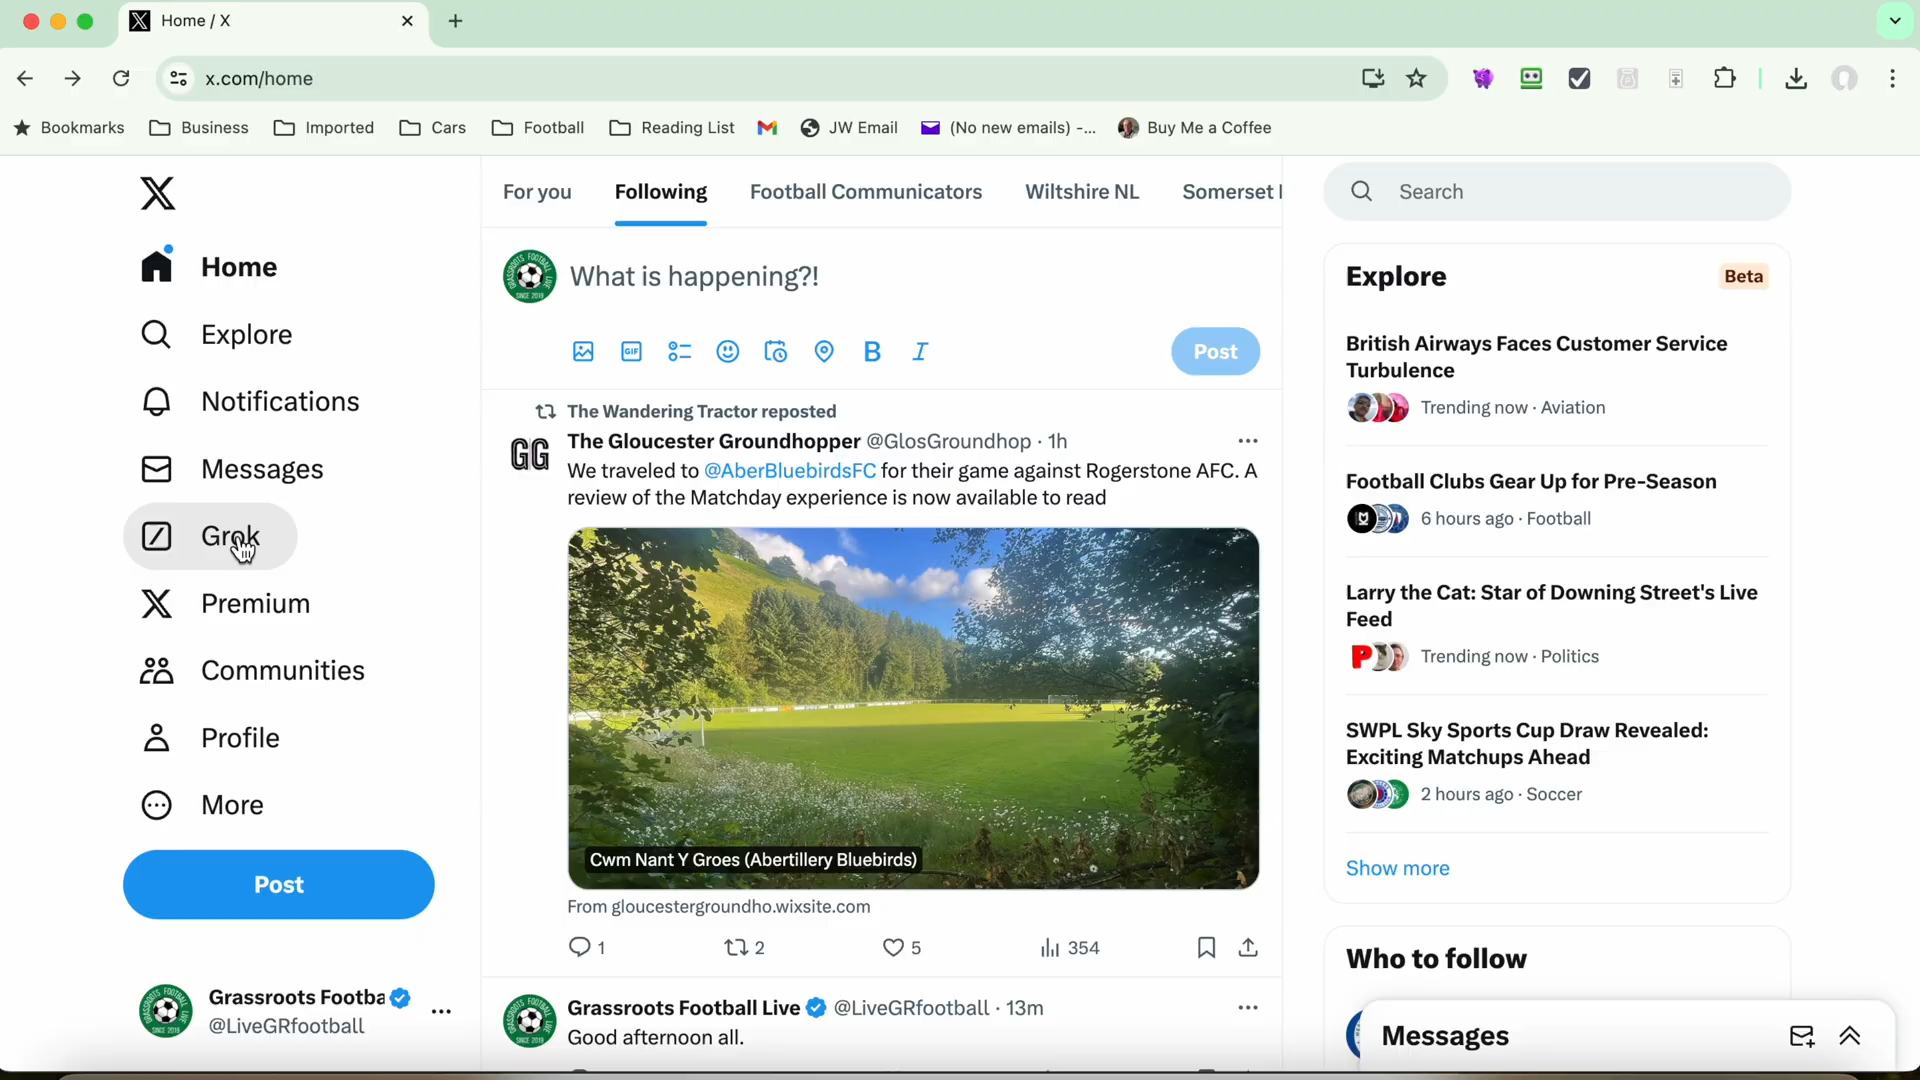 Home / X
x.com/home
Bookmarks Business Imported Cars Football Reading List JW Email (No new emails) -... Buy Me a Coffee
Home
Explore
Notifications
Messages
Grok
Premium
Communities
Profile
More
Post
Grassroots Footba
@LiveGRfootball
For you Following Football Communicators Wiltshire NL Somerset
What is happening?!
GIF B I
Post
The Wandering Tractor reposted
GG
The Gloucester Groundhopper @GlosGroundhop · 1h
We traveled to @AberBluebirdsFC for their game against Rogerstone AFC. A
review of the Matchday experience is now available to read
Cwm Nant Y Groes (Abertillery Bluebirds)
From gloucestergroundho.wixsite.com
1 2 5 354
Grassroots Football Live @LiveGRfootball · 13m
Good afternoon all.
Search
Explore Beta
British Airways Faces Customer Service
Turbulence
Trending now · Aviation
Football Clubs Gear Up for Pre-Season
6 hours ago · Football
Larry the Cat: Star of Downing Street's Live
Feed
Trending now · Politics
SWPL Sky Sports Cup Draw Revealed:
Exciting Matchups Ahead
2 hours ago · Soccer
Show more
Who to follow
Messages